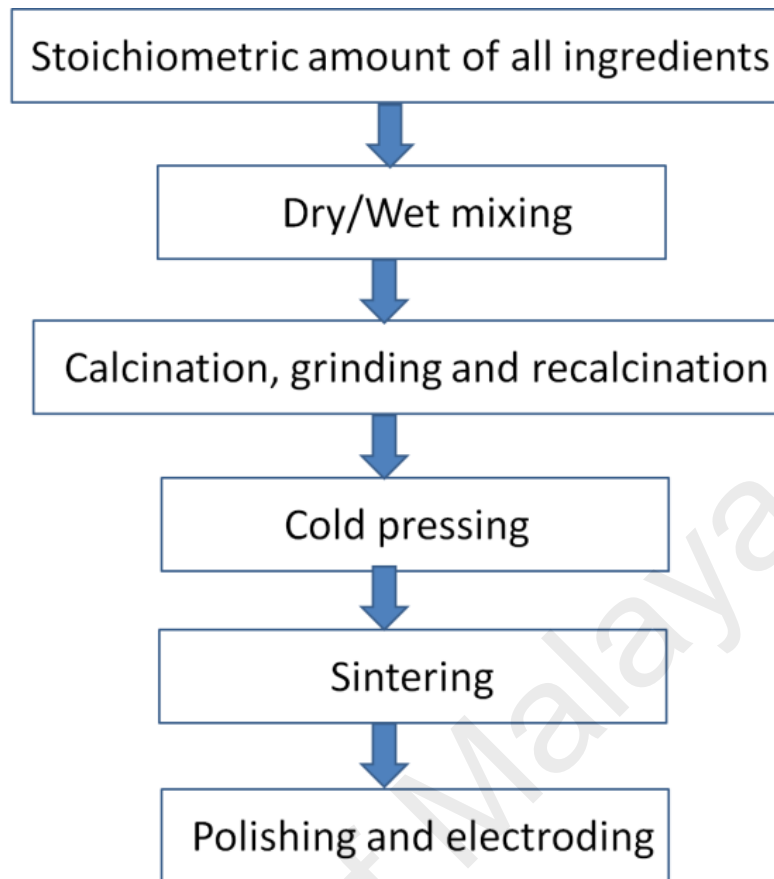 Stoichiometric amount of all ingredients
Dry/Wet mixing
Calcination, grinding and recalcination
Cold pressing
Sintering
Polishing and electroding
Malaya